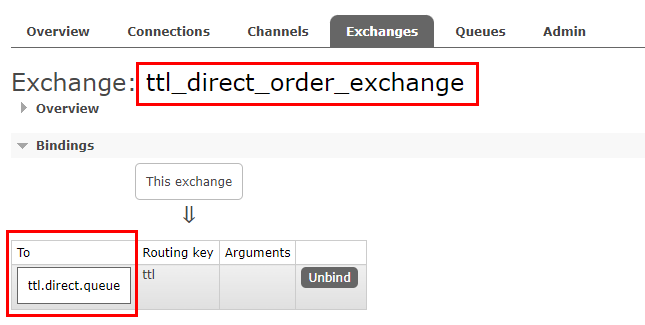 Overview Connections Channels Exchanges Queues Admin
Exchange: ttl_direct_order_exchange
Overview
Bindings
This exchange
⇓
To Routing key Arguments
ttl.direct.queue ttl Unbind